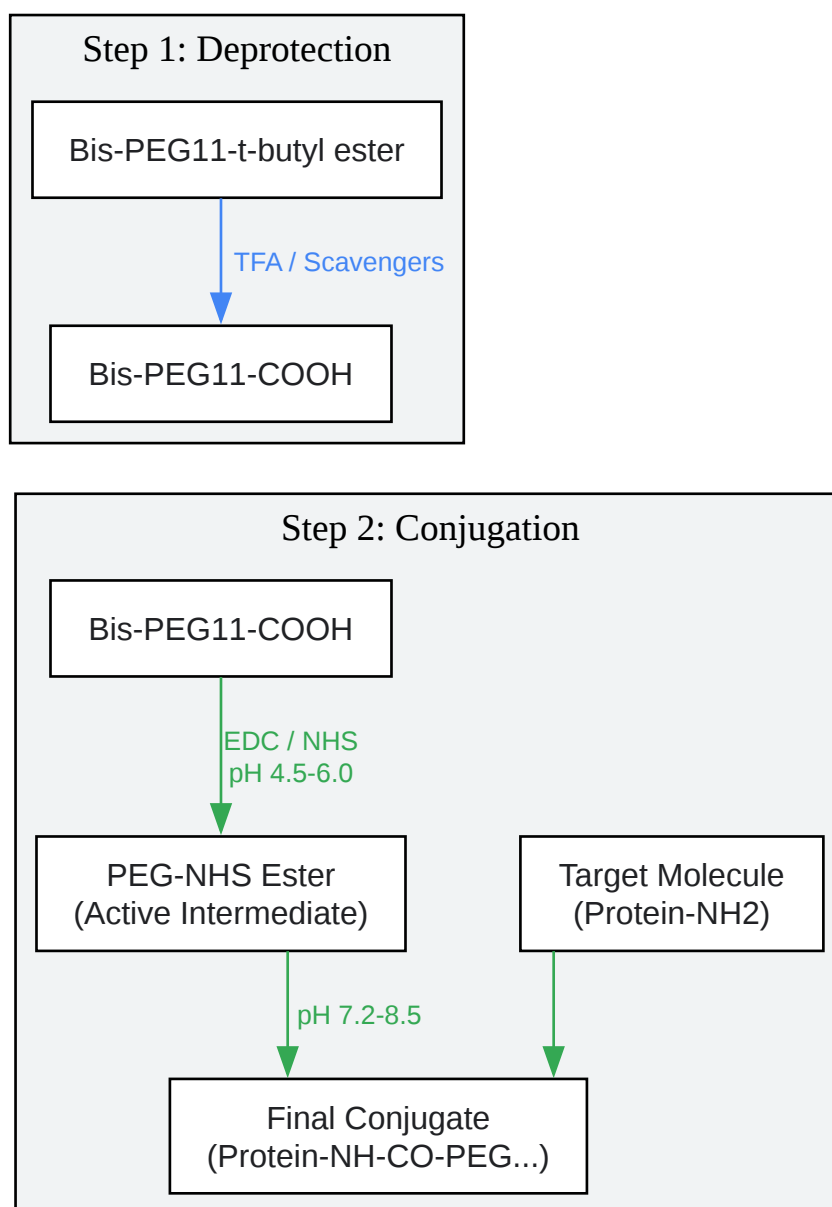 Step 1: Deprotection
Bis-PEG11-t-butyl ester
TFA / Scavengers
Bis-PEG11-COOH
Step 2: Conjugation
Bis-PEG11-COOH
EDC / NHS
pH 4.5-6.0
PEG-NHS Ester
(Active Intermediate)
Target Molecule
(Protein-NH2)
pH 7.2-8.5
Final Conjugate
(Protein-NH-CO-PEG...)